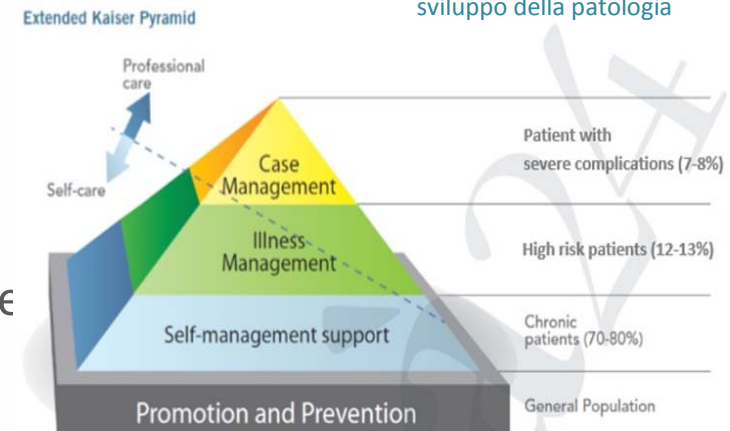 sviluppo della patologia
Extended Kaiser Pyramid
Professional
care
Self-care
Case
Management
Patient with
severe complications (7-8%)
Illness
Management
High risk patients (12-13%)
e
Self-management support
Chronic
patients (70-80%)
Promotion and Prevention
General Population